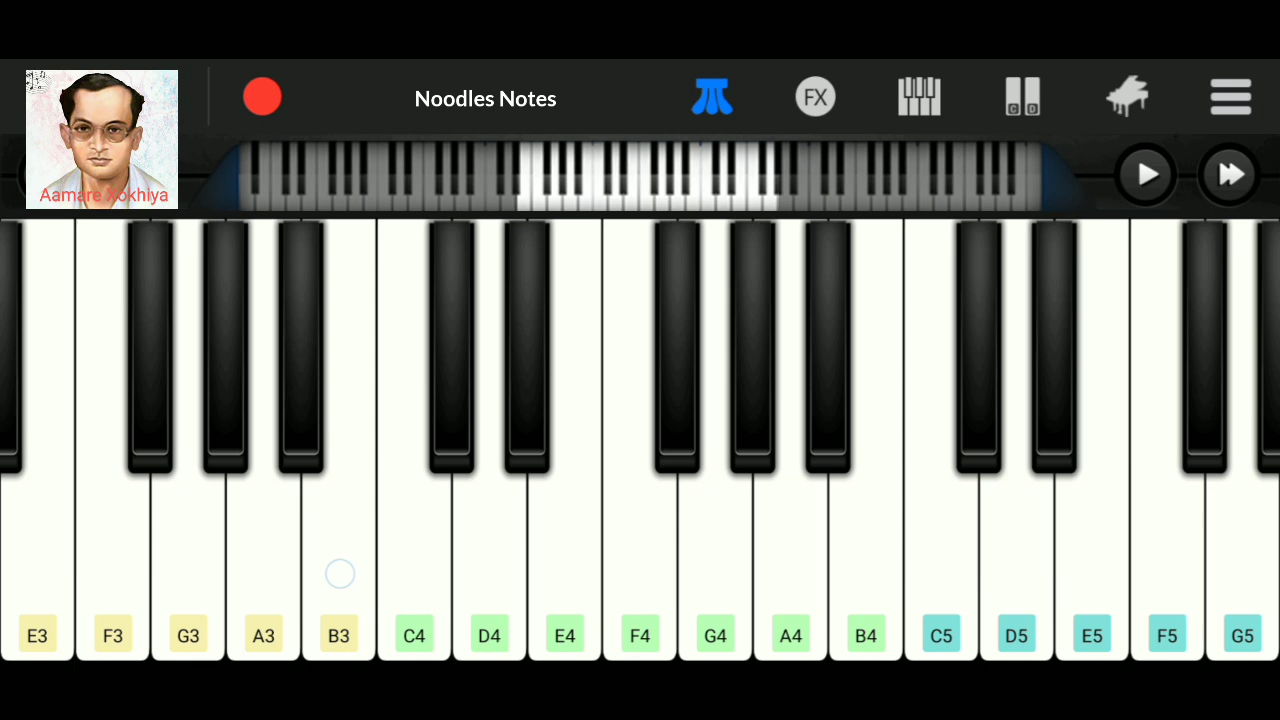 Noodles Notes
FX
C D
Aamare Xokhiya
E3 F3 G3 A3 B3 C4 D4 E4 F4 G4 A4 B4 C5 D5 E5 F5 G5